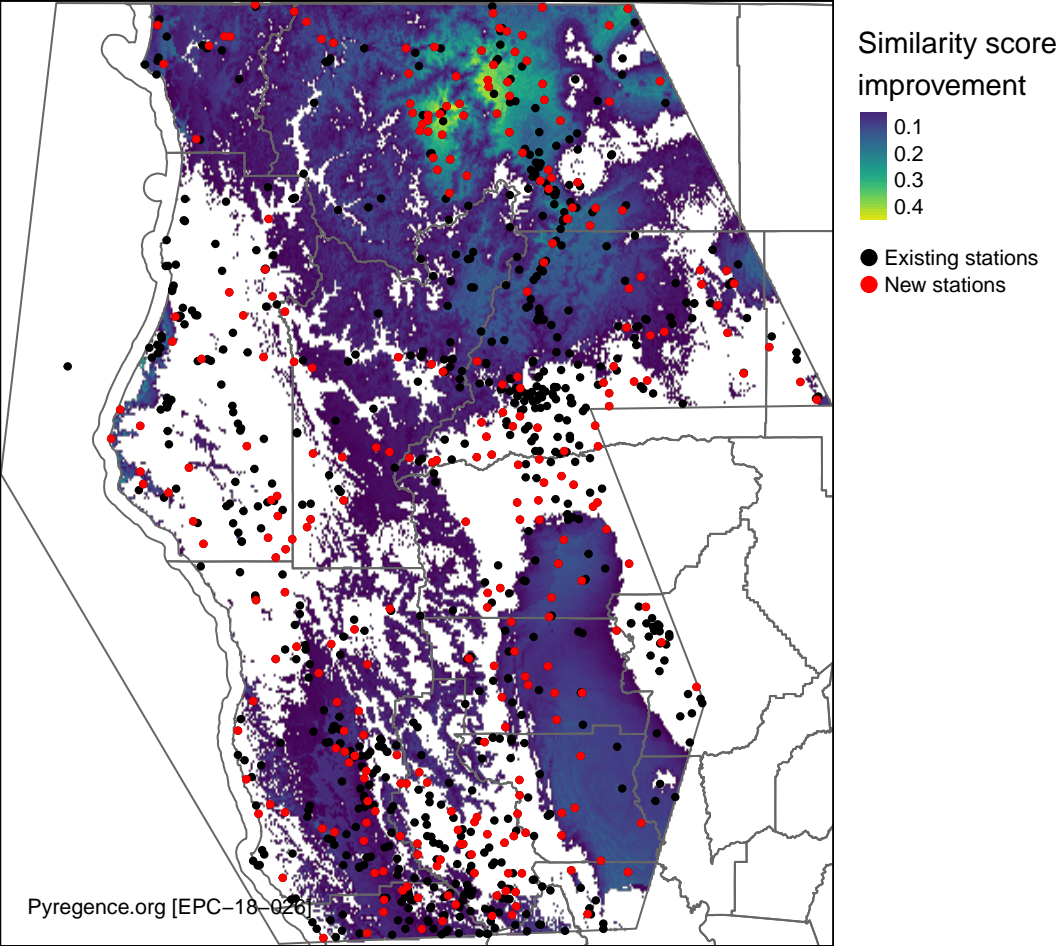 Similarity score
improvement
0.1
0.2
0.3
0.4
Existing stations
New stations
Pyregence.org [EPC−18−026]